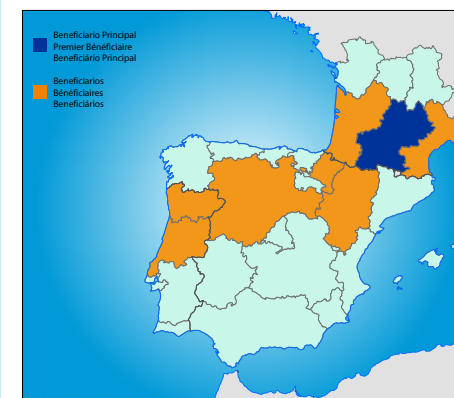 Beneficiario Principal
Premier Bénéficiaire
Beneficiário Principal
Beneficiarios
Bénéficiaires
Beneficiários